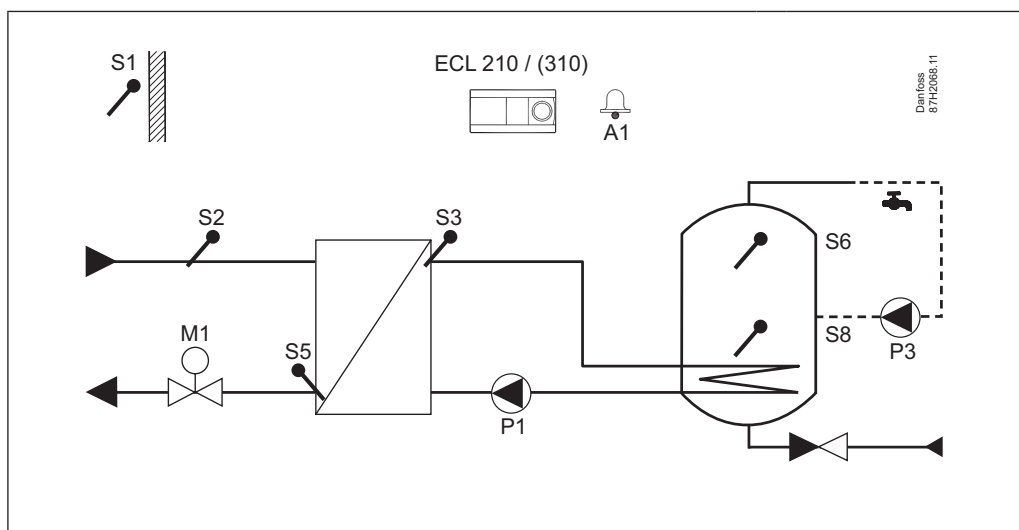 S1
ECL 210 / (310)
A1
Danfoss
87H2068.11
S2
S3
S6
M1
S5
S8
P3
P1